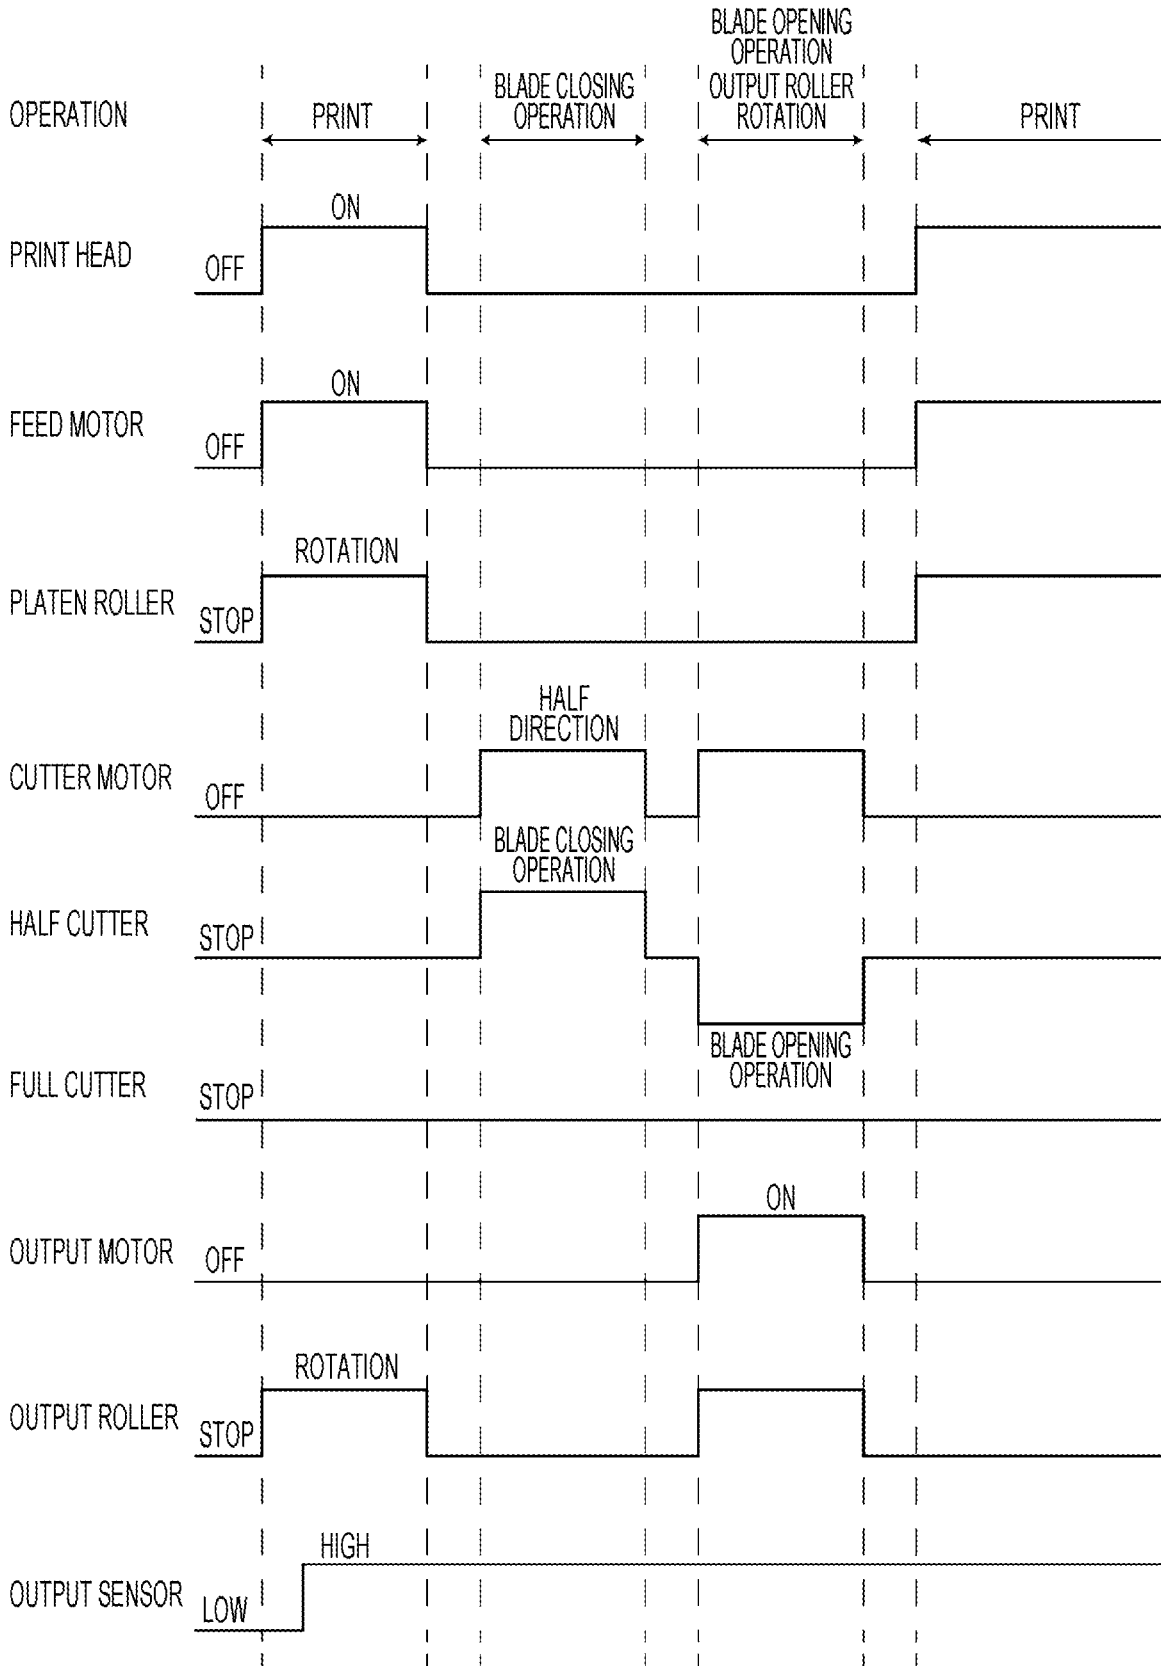 BLADE OPENING
OPERATION
OUTPUT ROLLER
ROTATION
BLADE CLOSING
OPERATION
OPERATION
PRINT
PRINT
ON
PRINT HEAD
OFF
ON
FEED MOTOR
OFF
ROTATION
PLATEN ROLLER
STOP
HALF
DIRECTION
CUTTER MOTOR
OFF
BLADE CLOSING
OPERATION
HALF CUTTER
STOP
BLADE OPENING
OPERATION
FULL CUTTER
STOP
ON
OUTPUT MOTOR
OFF
ROTATION
OUTPUT ROLLER
STOP
HIGH
OUTPUT SENSOR
LOW